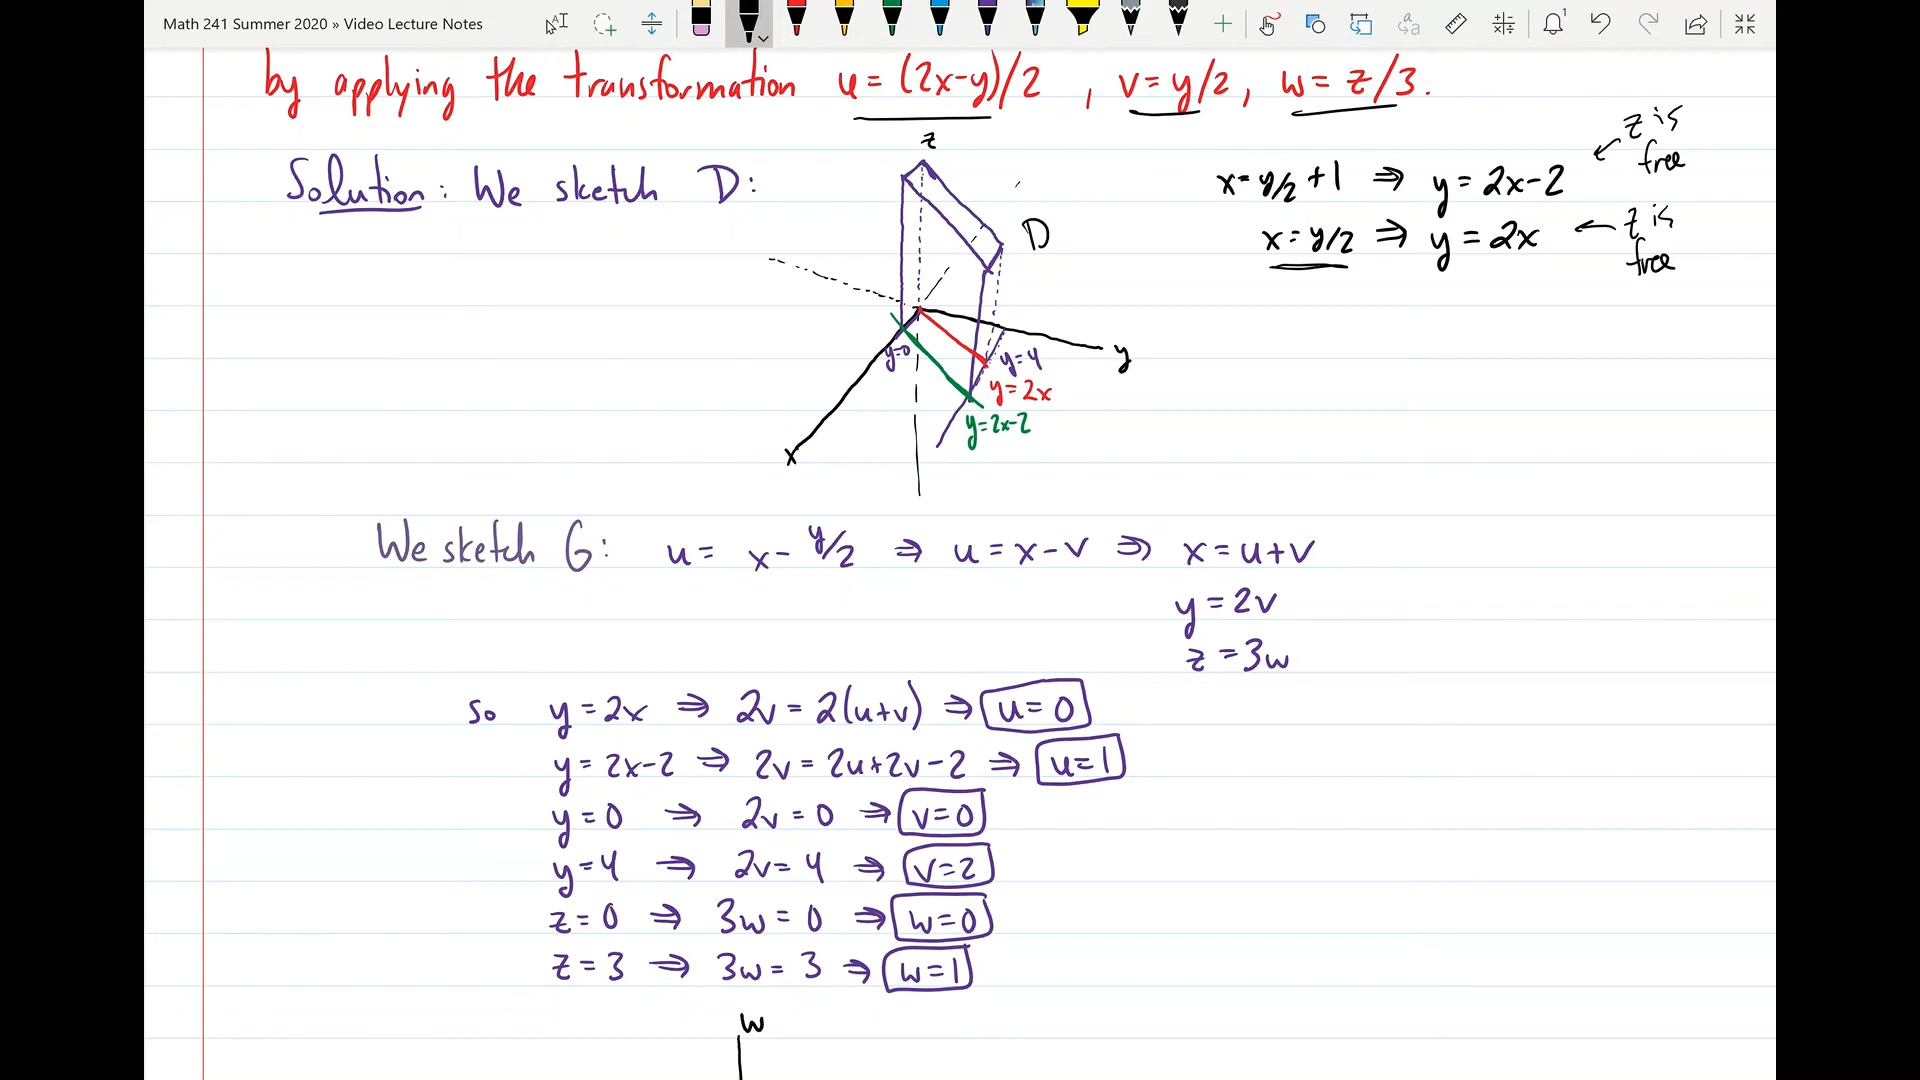 Math 241 Summer 2020 » Video Lecture Notes
by applying the transformation u = (2x-y)/2 , v = y/2, w = z/3.
Solution: We sketch D:
z
D
y
x
y=0
y=4
y=2x
y=2x-2
x = y/2 + 1 ⇒ y = 2x-2 ← z is free
x = y/2 ⇒ y = 2x ← z is free
We sketch G: u = x - y/2 ⇒ u = x-v ⇒ x = u+v
y = 2v
z = 3w
So y = 2x ⇒ 2v = 2(u+v) ⇒ u = 0
y = 2x-2 ⇒ 2v = 2u+2v-2 ⇒ u=1
y = 0 ⇒ 2v = 0 ⇒ v=0
y = 4 ⇒ 2v = 4 ⇒ v=2
z = 0 ⇒ 3w = 0 ⇒ w=0
z = 3 ⇒ 3w = 3 ⇒ w=1
w